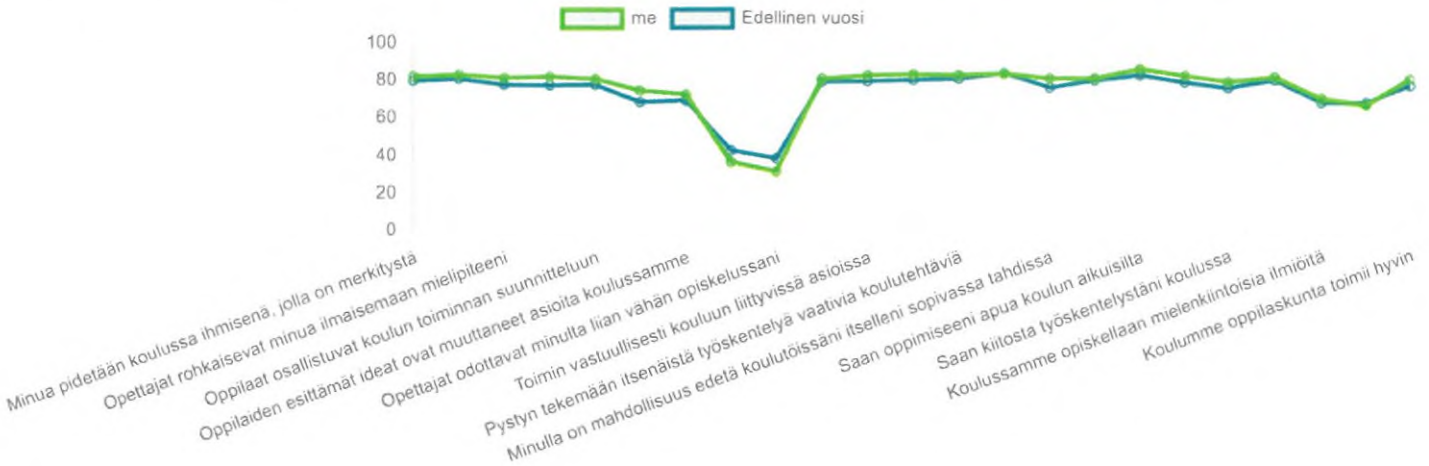 me Edellinen vuosi
100
80
60
40
20
0
Minua pidetään koulussa ihmisenä, jolla on merkitystä
Opettajat rohkaisevat minua ilmaisemaan mielipiteeni
Oppilaat osallistuvat koulun toiminnan suunnitteluun
Oppilaiden esittämät ideat ovat muuttaneet asioita koulussamme
Opettajat odottavat minulta liian vähän opiskelussani
Toimin vastuullisesti kouluun liittyvissä asioissa
Pystyn tekemään itsenäistä työskentelyä vaativia koulutehtäviä
Minulla on mahdollisuus edetä koulutöissäni itselleni sopivassa tahdissa
Saan oppimiseeni apua koulun aikuisilta
Saan kiitosta työskentelystäni koulussa
Koulussamme opiskellaan mielenkiintoisia ilmiöitä
Koulumme oppilaskunta toimii hyvin